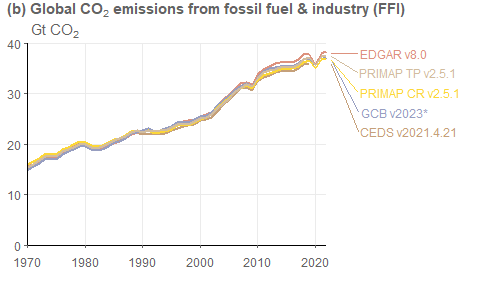 (b) Global CO₂ emissions from fossil fuel & industry (FFI)
Gt CO₂
40
30
20
10
0
1970 1980 1990 2000 2010 2020
EDGAR v8.0
PRIMAP TP v2.5.1
PRIMAP CR v2.5.1
GCB v2023*
CEDS v2021.4.21